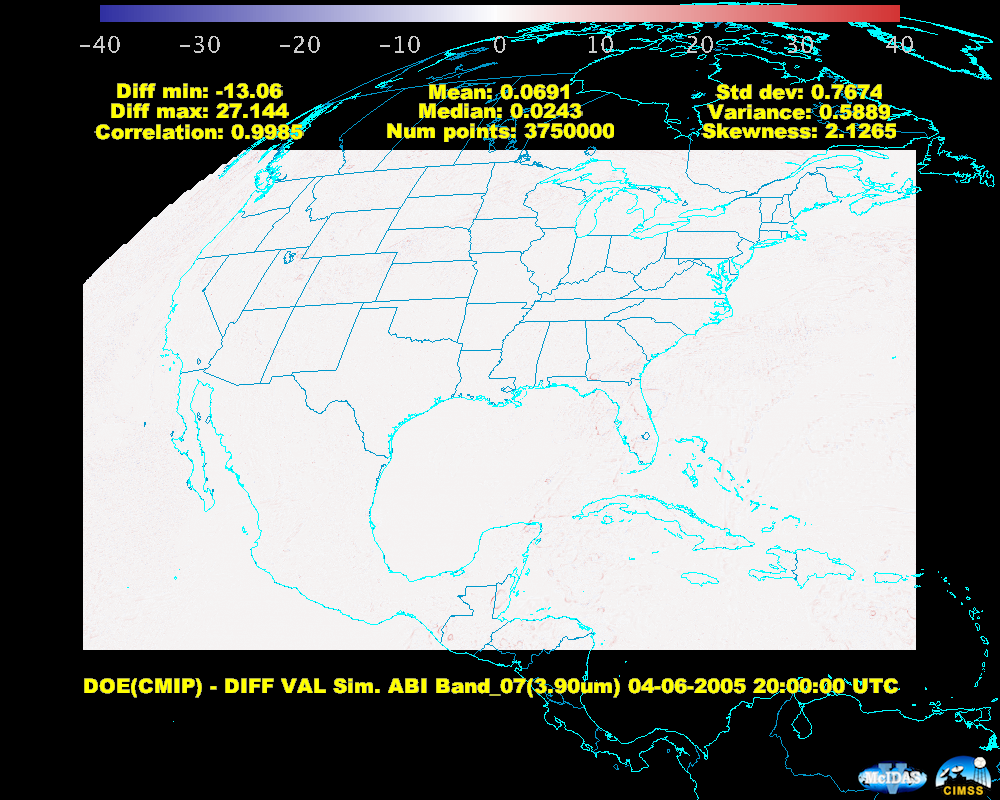 -40 -30 -20 -10 0 10 20 30 40
Diff min: -13.06 Mean: 0.0691 Std dev: 0.7674
Diff max: 27.144 Median: 0.0243 Variance: 0.5889
Correlation: 0.9985 Num points: 3750000 Skewness: 2.1265
DOE(CMIP) - DIFF VAL Sim. ABI Band_07(3.90um) 04-06-2005 20:00:00 UTC
McIDAS
V
CIMSS